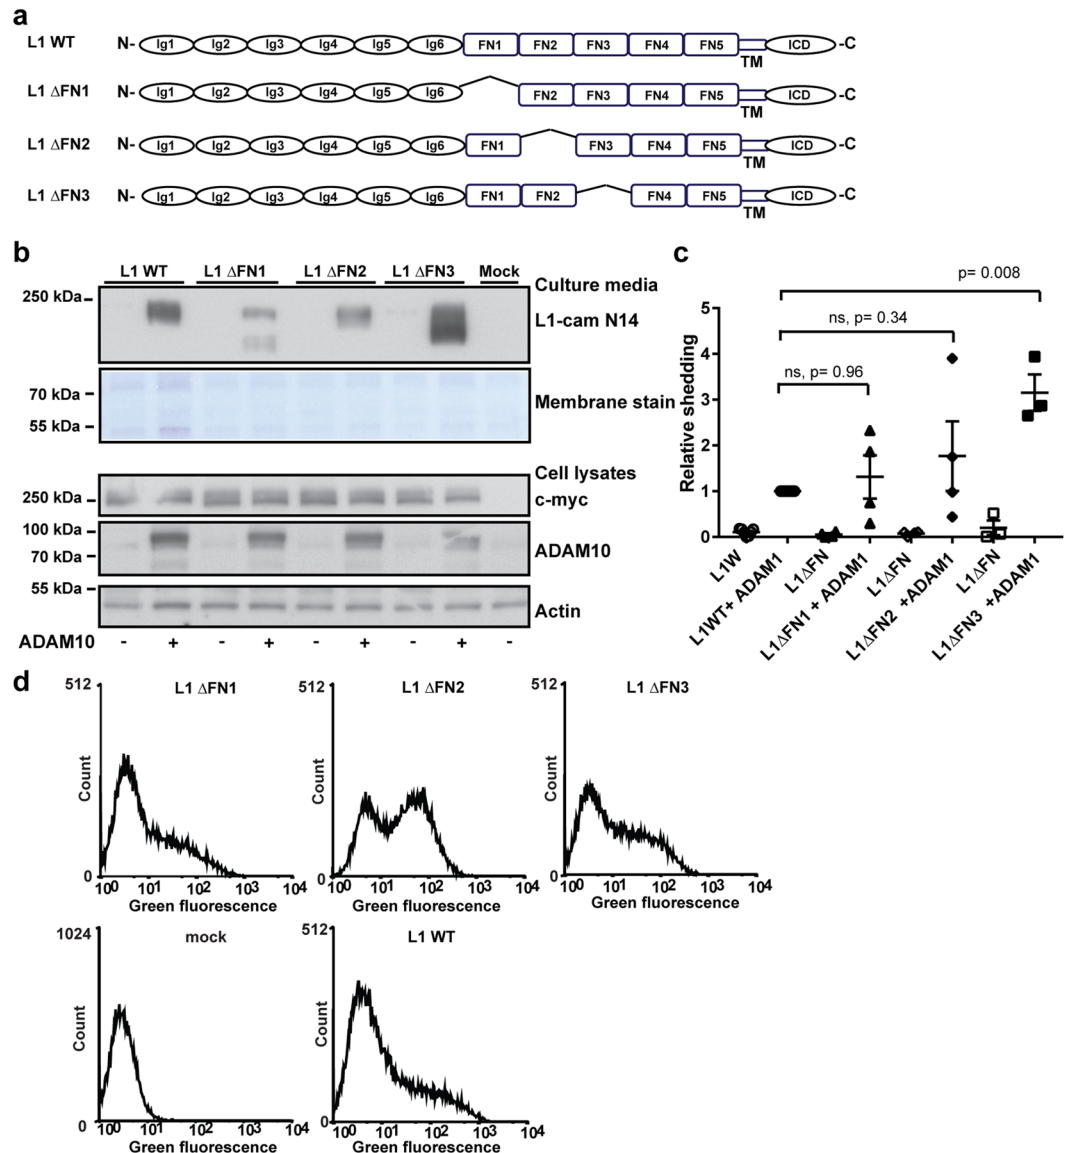 a
L1 WT N- Ig1 Ig2 Ig3 Ig4 Ig5 Ig6 FN1 FN2 FN3 FN4 FN5 TM ICD -C
L1 ΔFN1 N- Ig1 Ig2 Ig3 Ig4 Ig5 Ig6 FN2 FN3 FN4 FN5 TM ICD -C
L1 ΔFN2 N- Ig1 Ig2 Ig3 Ig4 Ig5 Ig6 FN1 FN3 FN4 FN5 TM ICD -C
L1 ΔFN3 N- Ig1 Ig2 Ig3 Ig4 Ig5 Ig6 FN1 FN2 FN4 FN5 TM ICD -C
b
L1 WT L1 ΔFN1 L1 ΔFN2 L1 ΔFN3 Mock
Culture media
250 kDa
L1-cam N14
70 kDa
Membrane stain
55 kDa
Cell lysates
250 kDa c-myc
100 kDa
ADAM10
70 kDa
55 kDa
Actin
ADAM10 - + - + - + - + -
c
p= 0.008
ns, p= 0.34
ns, p= 0.96
Relative shedding
5
4
3
2
1
0
L1W
L1WT+ ADAM1
L1ΔFN
L1ΔFN1 + ADAM1
L1ΔFN
L1ΔFN2 +ADAM1
L1ΔFN
L1ΔFN3 +ADAM1
d
L1 ΔFN1
512
Count
0
10⁰ 10¹ 10² 10³ 10⁴
Green fluorescence
L1 ΔFN2
512
Count
0
10⁰ 10¹ 10² 10³ 10⁴
Green fluorescence
L1 ΔFN3
512
Count
0
10⁰ 10¹ 10² 10³ 10⁴
Green fluorescence
mock
1024
Count
0
10⁰ 10¹ 10² 10³ 10⁴
Green fluorescence
L1 WT
512
Count
0
10⁰ 10¹ 10² 10³ 10⁴
Green fluorescence